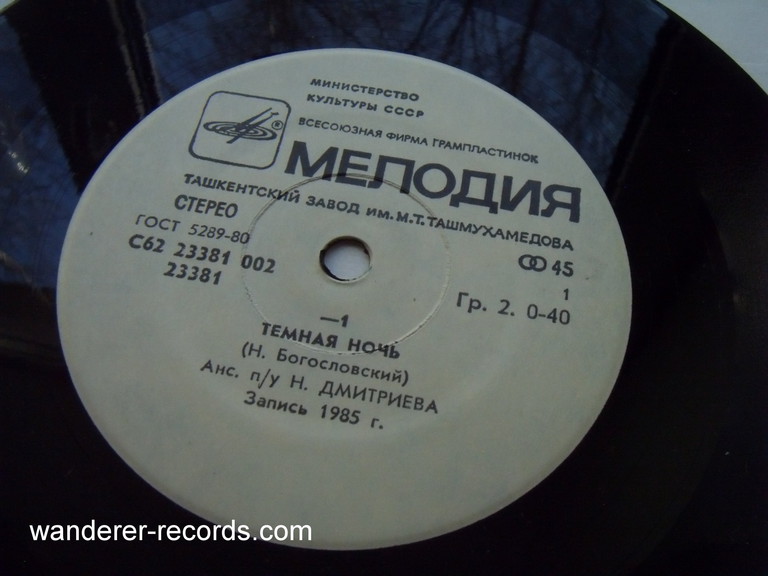 МИНИСТЕРСТВО
КУЛЬТУРЫ СССР
ВСЕСОЮЗНАЯ ФИРМА ГРАМПЛАСТИНОК
®
МЕЛОДИЯ
ТАШКЕНТСКИЙ ЗАВОД ИМ. М.Т. ТАШМУХАМЕДОВА
СТЕРЕО
ГОСТ 5289-80
С62 23381 002
23381
45
1
Гр. 2. 0-40
—1
ТЕМНАЯ НОЧЬ
(Н. Богословский)
Анс. п/у Н. ДМИТРИЕВА
Запись 1985 г.
wanderer-records.com